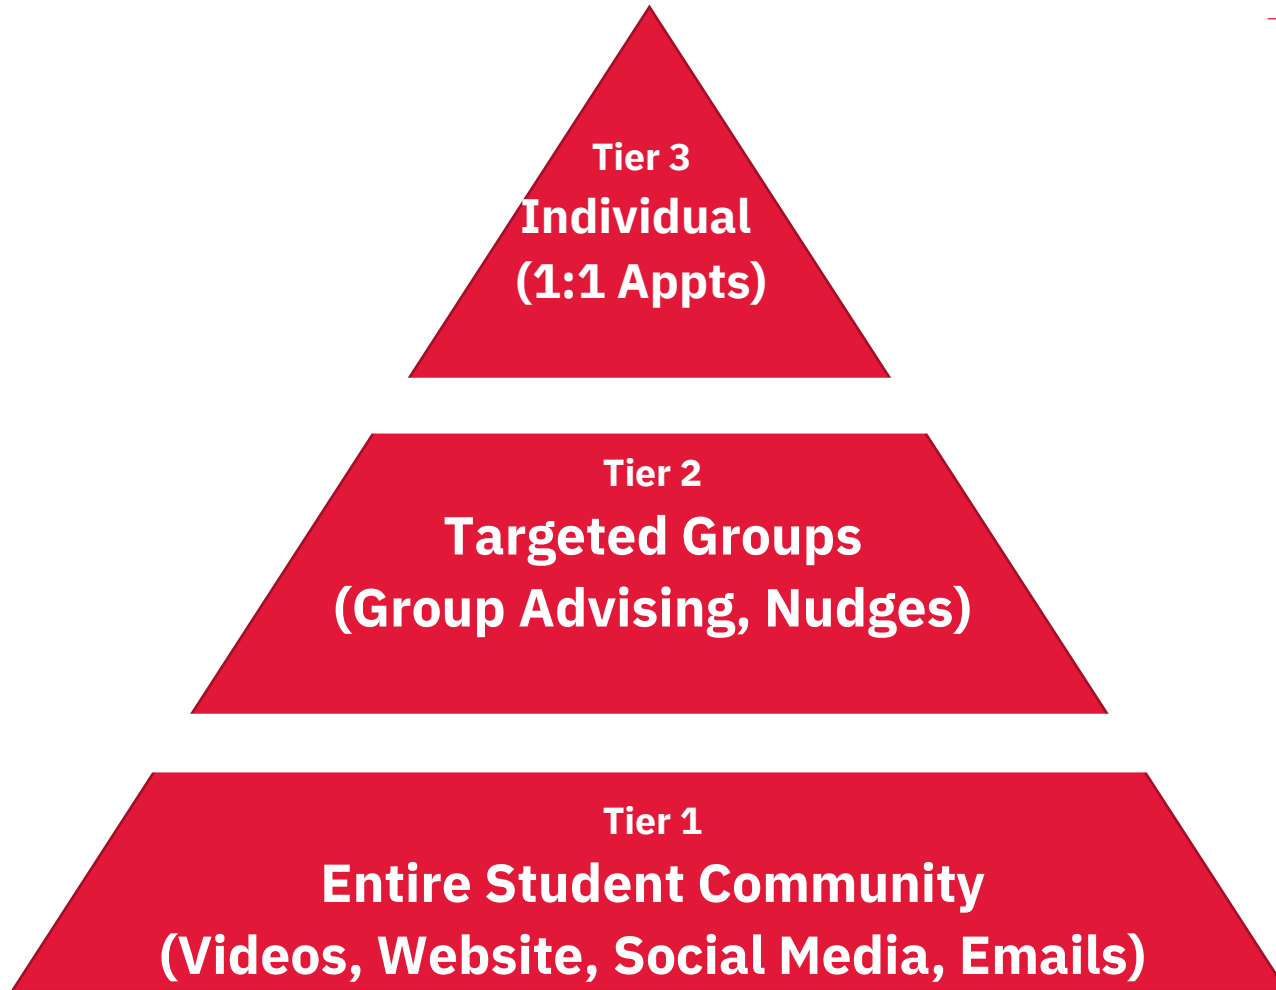 Tier 3
Individual
(1:1 Appts)
Tier 2
Targeted Groups
(Group Advising, Nudges)
Tier 1
Entire Student Community
(Videos, Website, Social Media, Emails)